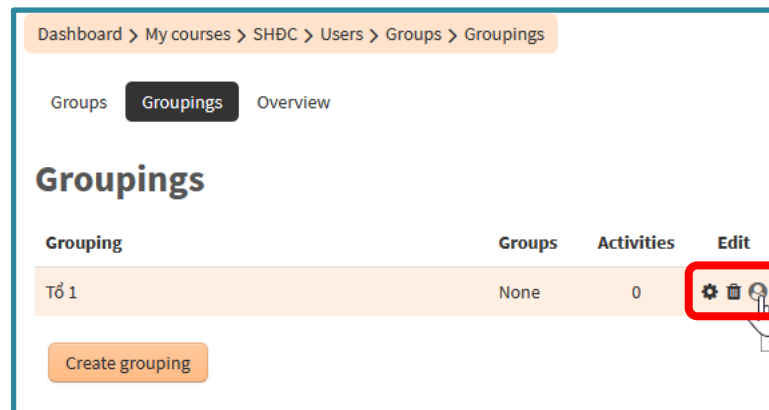 Dashboard > My courses > SHĐC > Users > Groups > Groupings
Groups Groupings Overview
Groupings
Grouping Groups Activities Edit
Tổ 1 None 0
Create grouping